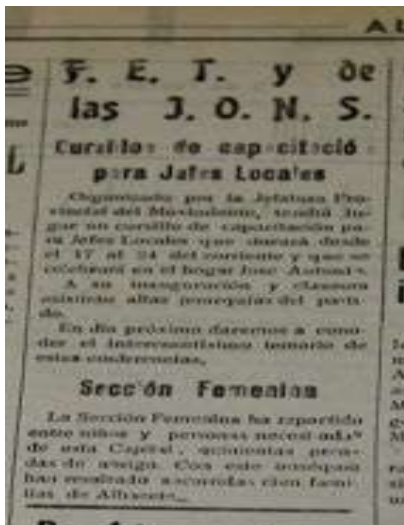 AL
F. E. T. y de
las J. O. N. S.
Cursillo de capacitació
para Jefes Locales
Organizado por la Jefatura Pro-
vincial del Movimiento, tendrá lu-
gar un cursillo de capacitación pa-
ra Jefes Locales que durará desde
el 17 al 24 del corriente y que se
celebrará en el hogar José Antonio.
A su inauguración y clausura
asistirán altas jerarquías del parti-
do.
En día próximo daremos a cono-
cer el interesantísimo temario de
estas conferencias.
Sección Femenina
La Sección Femenina ha repartido
entre niños y personas necesitadas
de esta Capital, quinientas pren-
das de abrigo. Con este
han resultado socorridas cien fami-
lias de Albacete.